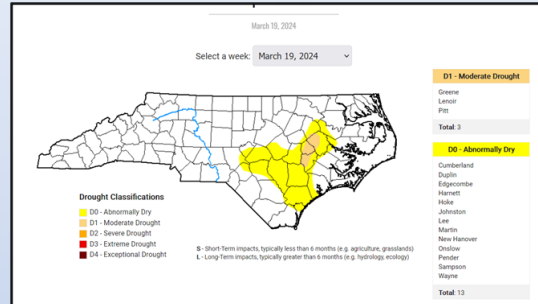 March 19, 2024
Select a week: March 19, 2024
D1 - Moderate Drought
Greene
Lenoir
Pitt
Total: 3
D0 - Abnormally Dry
Cumberland
Duplin
Edgecombe
Harnett
Hoke
Johnston
Lee
Martin
New Hanover
Onslow
Pender
Sampson
Wayne
Total: 13
Drought Classifications
D0 - Abnormally Dry
D1 - Moderate Drought
D2 - Severe Drought
D3 - Extreme Drought
D4 - Exceptional Drought
S - Short-Term impacts, typically less than 6 months (e.g. agriculture, grasslands)
L - Long-Term impacts, typically greater than 6 months (e.g. hydrology, ecology)